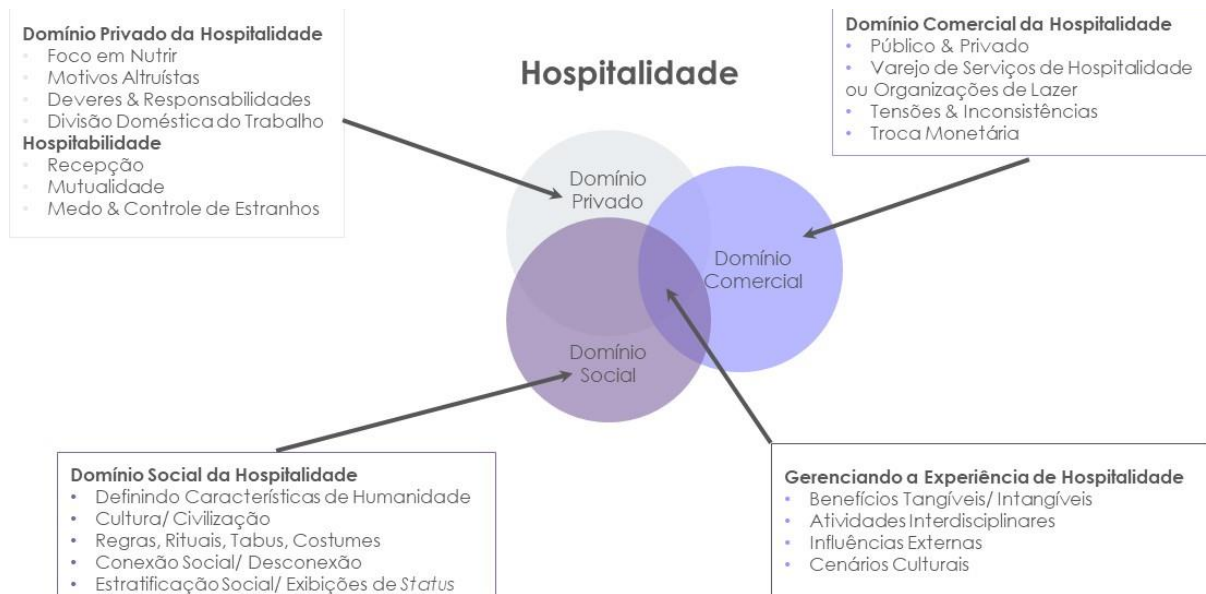 Domínio Privado da Hospitalidade
Foco em Nutrir
Motivos Altruístas
Deveres & Responsabilidades
Divisão Doméstica do Trabalho
Hospitabilidade
Recepção
Mutualidade
Medo & Controle de Estranhos
Hospitalidade
Domínio Comercial da Hospitalidade
• Público & Privado
• Varejo de Serviços de Hospitalidade
ou Organizações de Lazer
• Tensões & Inconsistências
• Troca Monetária
Domínio
Privado
Domínio
Comercial
Domínio
Social
Domínio Social da Hospitalidade
• Definindo Características de Humanidade
• Cultura/ Civilização
• Regras, Rituais, Tabus, Costumes
• Conexão Social/ Desconexão
• Estratificação Social/ Exibições de Status
Gerenciando a Experiência de Hospitalidade
• Benefícios Tangíveis/ Intangíveis
• Atividades Interdisciplinares
• Influências Externas
• Cenários Culturais